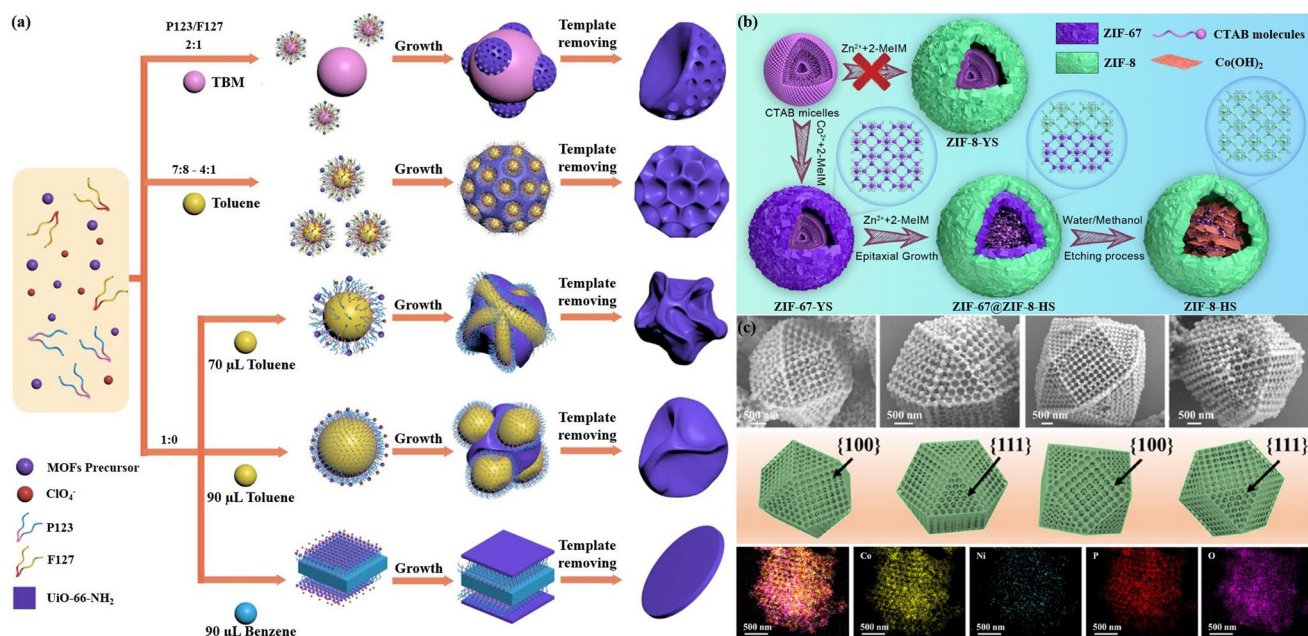 (a)
P123/F127
2:1
TBM
Growth
Template
removing
7:8 - 4:1
Toluene
Growth
Template
removing
70 μL Toluene
Growth
Template
removing
1:0
90 μL Toluene
Growth
Template
removing
90 μL Benzene
Growth
Template
removing
MOFs Precursor
ClO₄⁻
P123
F127
UiO-66-NH₂
(b)
CTAB micelles
Zn²⁺+2-MeIM
ZIF-8-YS
ZIF-67
ZIF-8
CTAB molecules
Co(OH)₂
Co²⁺+2-MeIM
ZIF-67-YS
Zn²⁺+2-MeIM
Epitaxial Growth
ZIF-67@ZIF-8-HS
Water/Methanol
Etching process
ZIF-8-HS
(c)
500 nm
500 nm
500 nm
500 nm
{100}
{111}
{100}
{111}
Co
Ni
P
O
500 nm
500 nm
500 nm
500 nm
500 nm